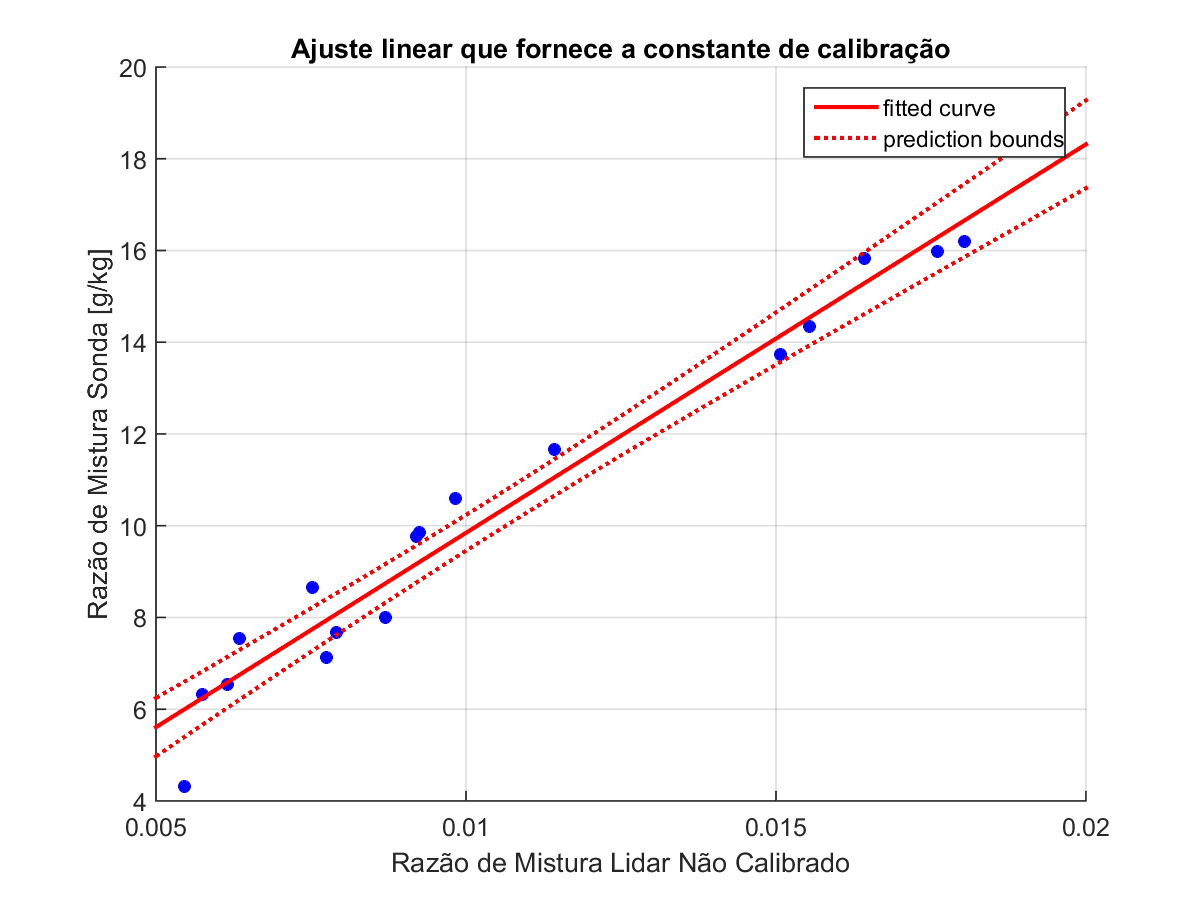 Ajuste linear que fornece a constante de calibração
fitted curve
prediction bounds
Razão de Mistura Sonda [g/kg]
20
18
16
14
12
10
8
6
4
0.005 0.01 0.015 0.02
Razão de Mistura Lidar Não Calibrado